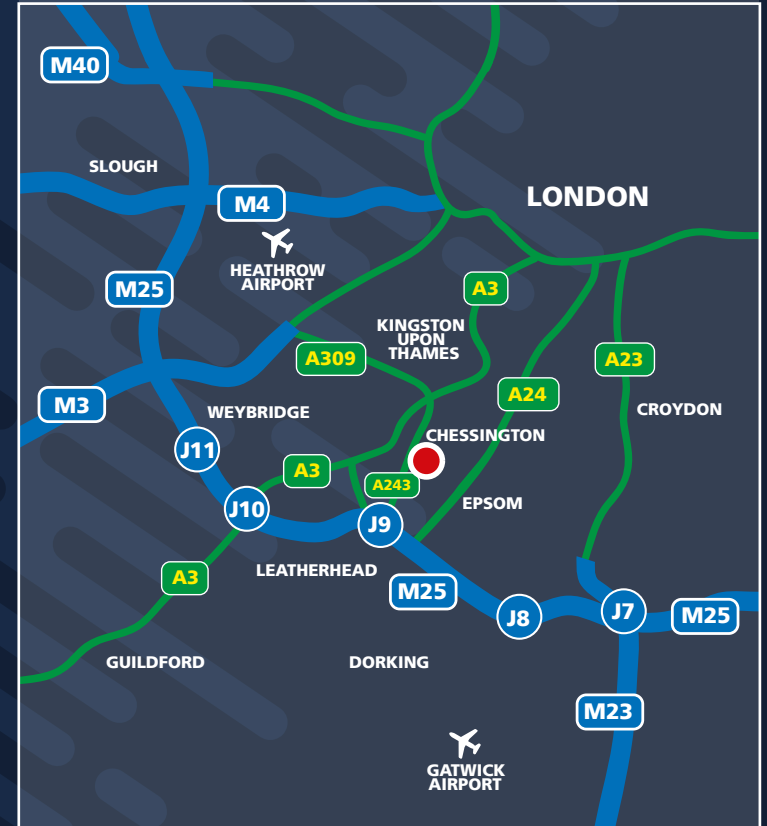 M40
SLOUGH
M4
LONDON
HEATHROW
AIRPORT
M25
A3
KINGSTON
UPON
THAMES
A309
A23
A24
M3
WEYBRIDGE
CROYDON
CHESSINGTON
J11
A3
A243
J10
EPSOM
J9
LEATHERHEAD
A3
M25
J8
J7
M25
GUILDFORD
DORKING
M23
GATWICK
AIRPORT